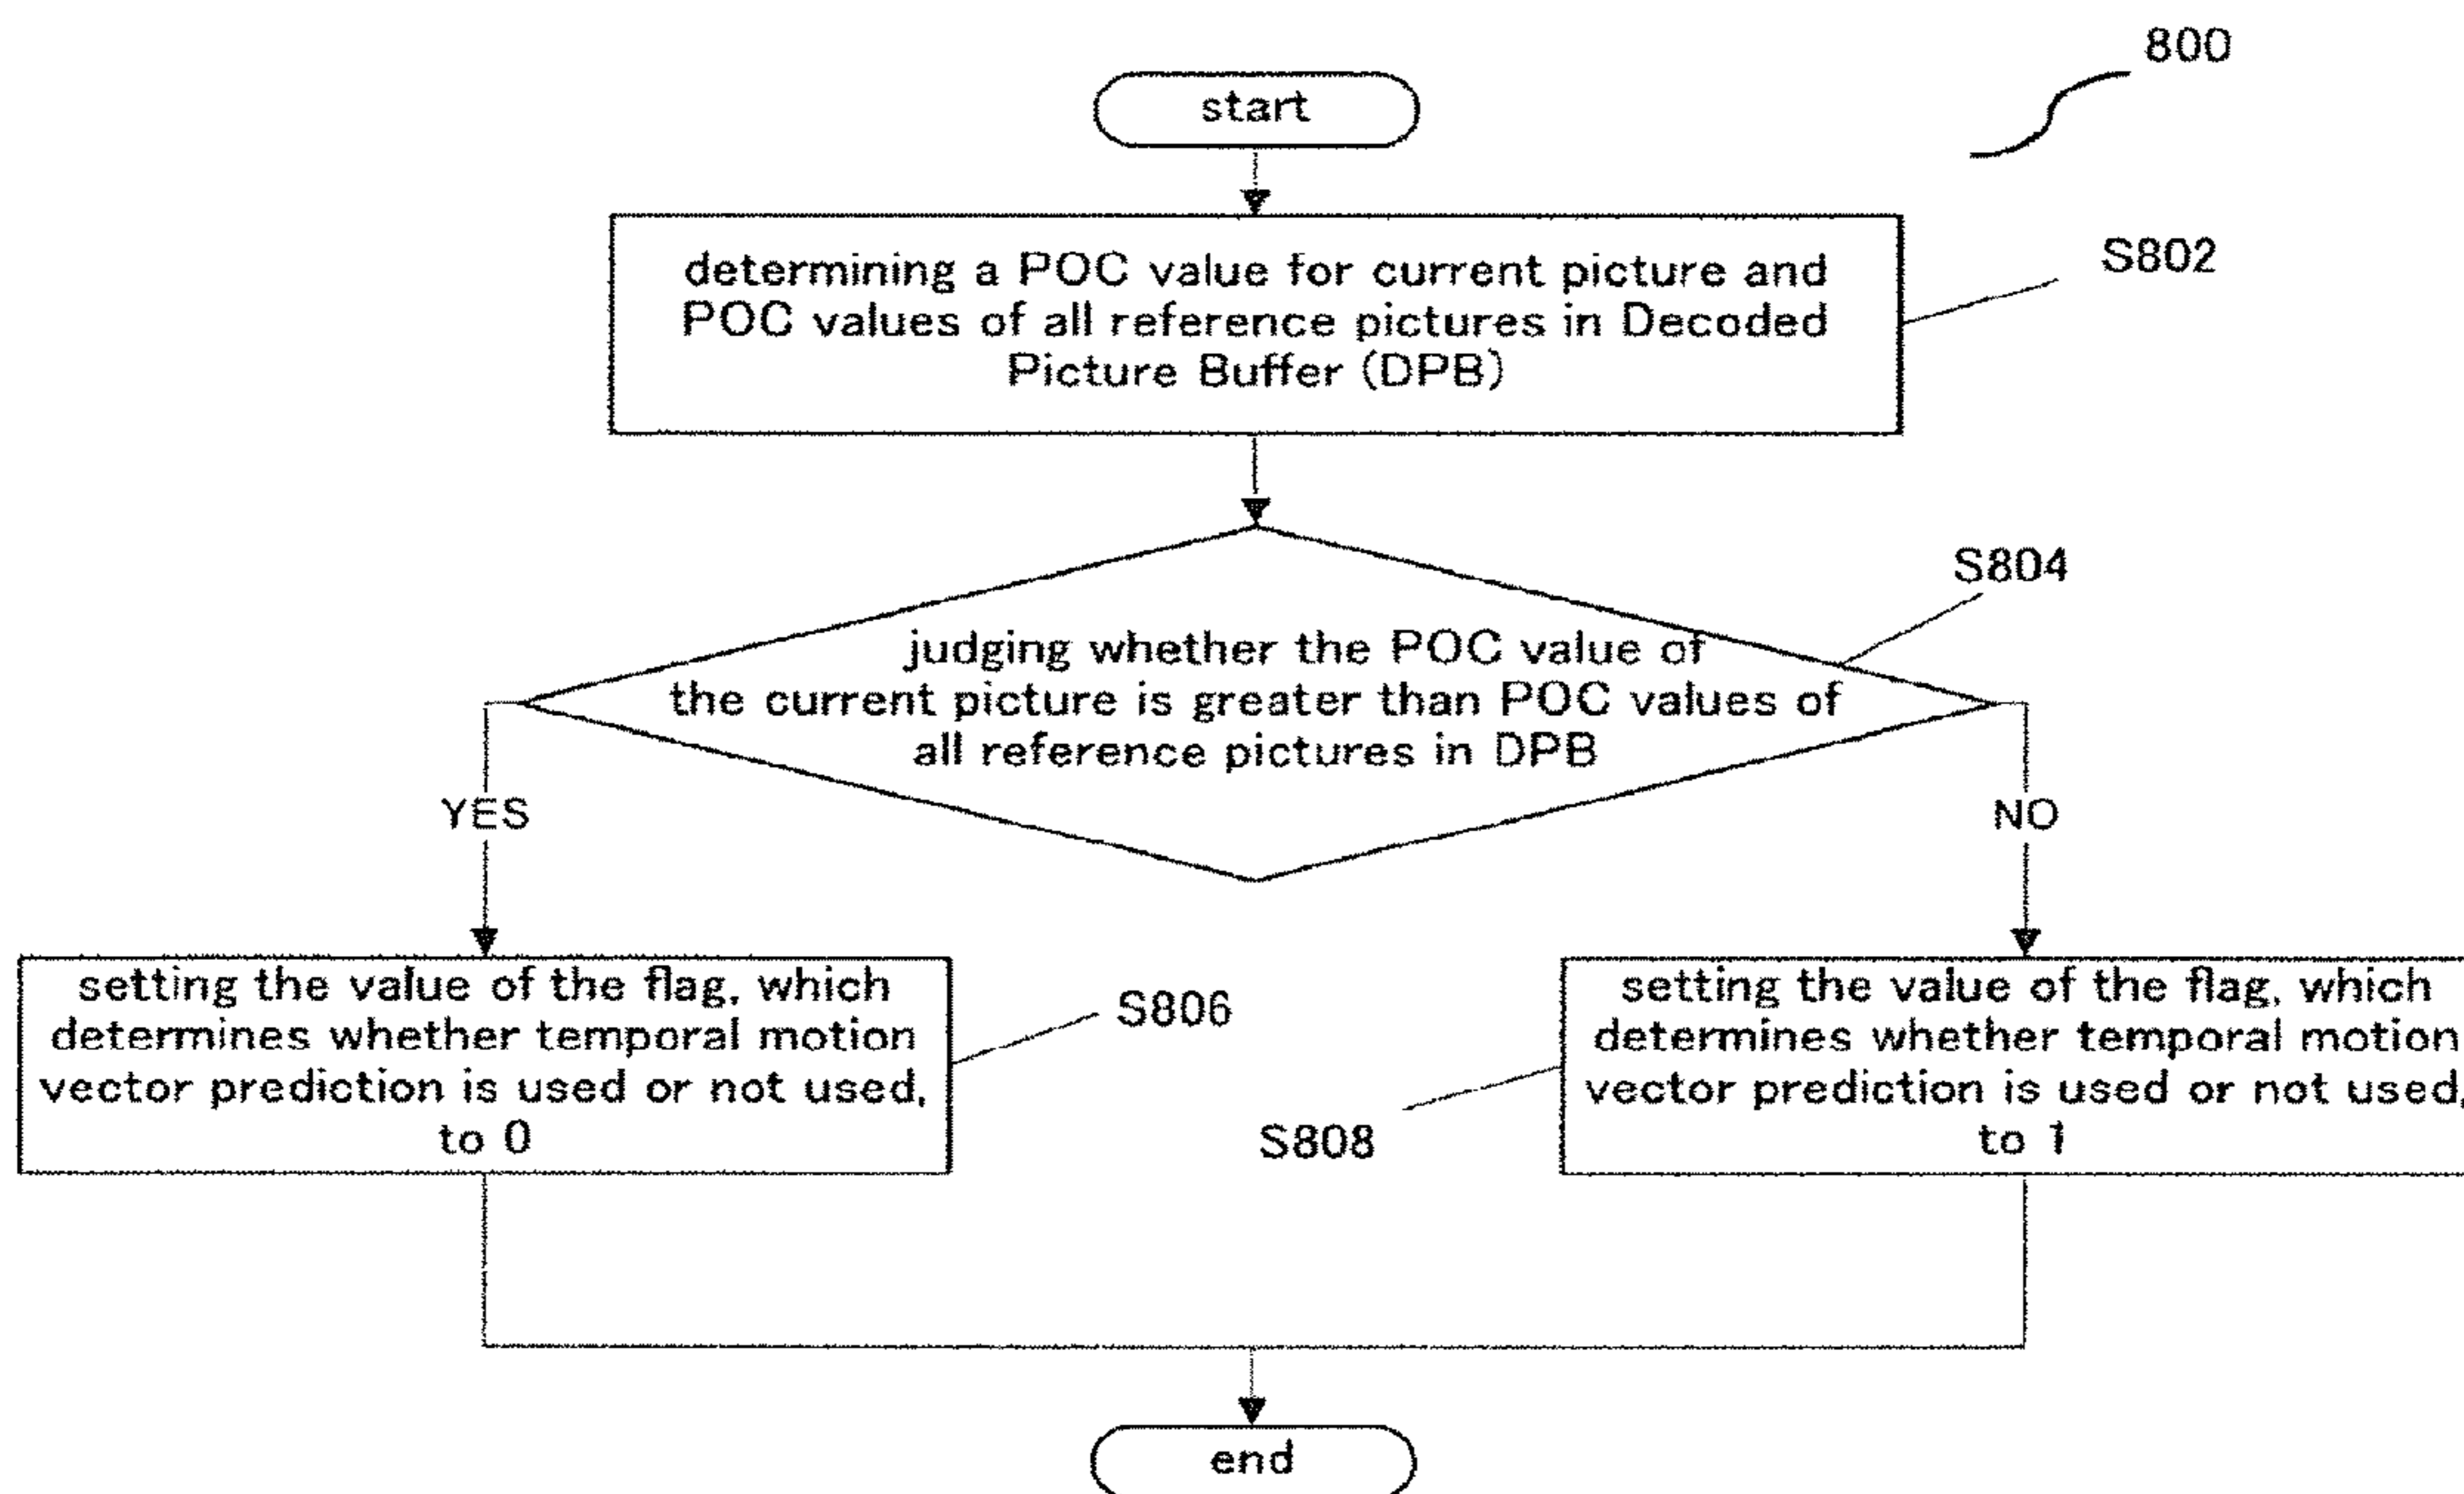 800
start
determining a POC value for current picture and
POC values of all reference pictures in Decoded
Picture Buffer (DPB)
S802
S804
judging whether the POC value of
the current picture is greater than POC values of
all reference pictures in DPB
YES
NO
setting the value of the flag, which
determines whether temporal motion
vector prediction is used or not used,
to 0
S806
S808
setting the value of the flag, which
determines whether temporal motion
vector prediction is used or not used,
to 1
end